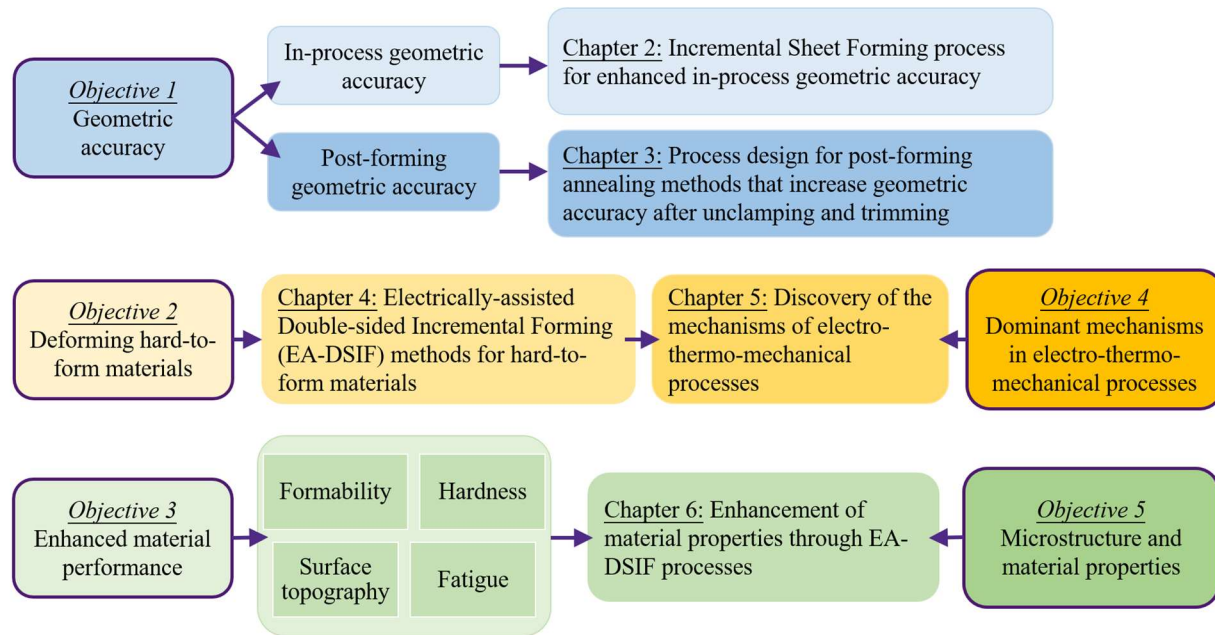 Objective 1
Geometric
accuracy
In-process geometric
accuracy
Chapter 2: Incremental Sheet Forming process
for enhanced in-process geometric accuracy
Post-forming
geometric accuracy
Chapter 3: Process design for post-forming
annealing methods that increase geometric
accuracy after unclamping and trimming
Objective 2
Deforming hard-to-
form materials
Chapter 4: Electrically-assisted
Double-sided Incremental Forming
(EA-DSIF) methods for hard-to-
form materials
Chapter 5: Discovery of the
mechanisms of electro-
thermo-mechanical
processes
Objective 4
Dominant mechanisms
in electro-thermo-
mechanical processes
Objective 3
Enhanced material
performance
Formability
Hardness
Surface
topography
Fatigue
Chapter 6: Enhancement of
material properties through EA-
DSIF processes
Objective 5
Microstructure and
material properties